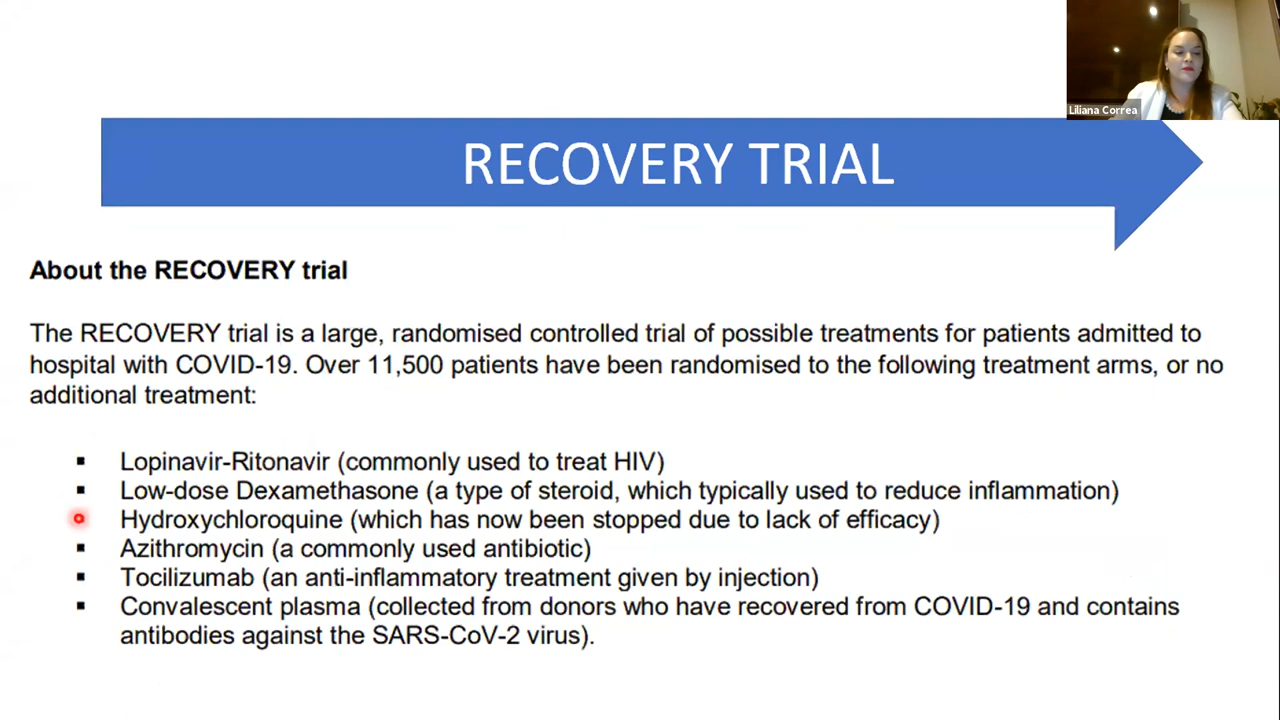 Liliana Correa
RECOVERY TRIAL
About the RECOVERY trial
The RECOVERY trial is a large, randomised controlled trial of possible treatments for patients admitted to
hospital with COVID-19. Over 11,500 patients have been randomised to the following treatment arms, or no
additional treatment:
Lopinavir-Ritonavir (commonly used to treat HIV)
Low-dose Dexamethasone (a type of steroid, which typically used to reduce inflammation)
Hydroxychloroquine (which has now been stopped due to lack of efficacy)
Azithromycin (a commonly used antibiotic)
Tocilizumab (an anti-inflammatory treatment given by injection)
Convalescent plasma (collected from donors who have recovered from COVID-19 and contains
antibodies against the SARS-CoV-2 virus).